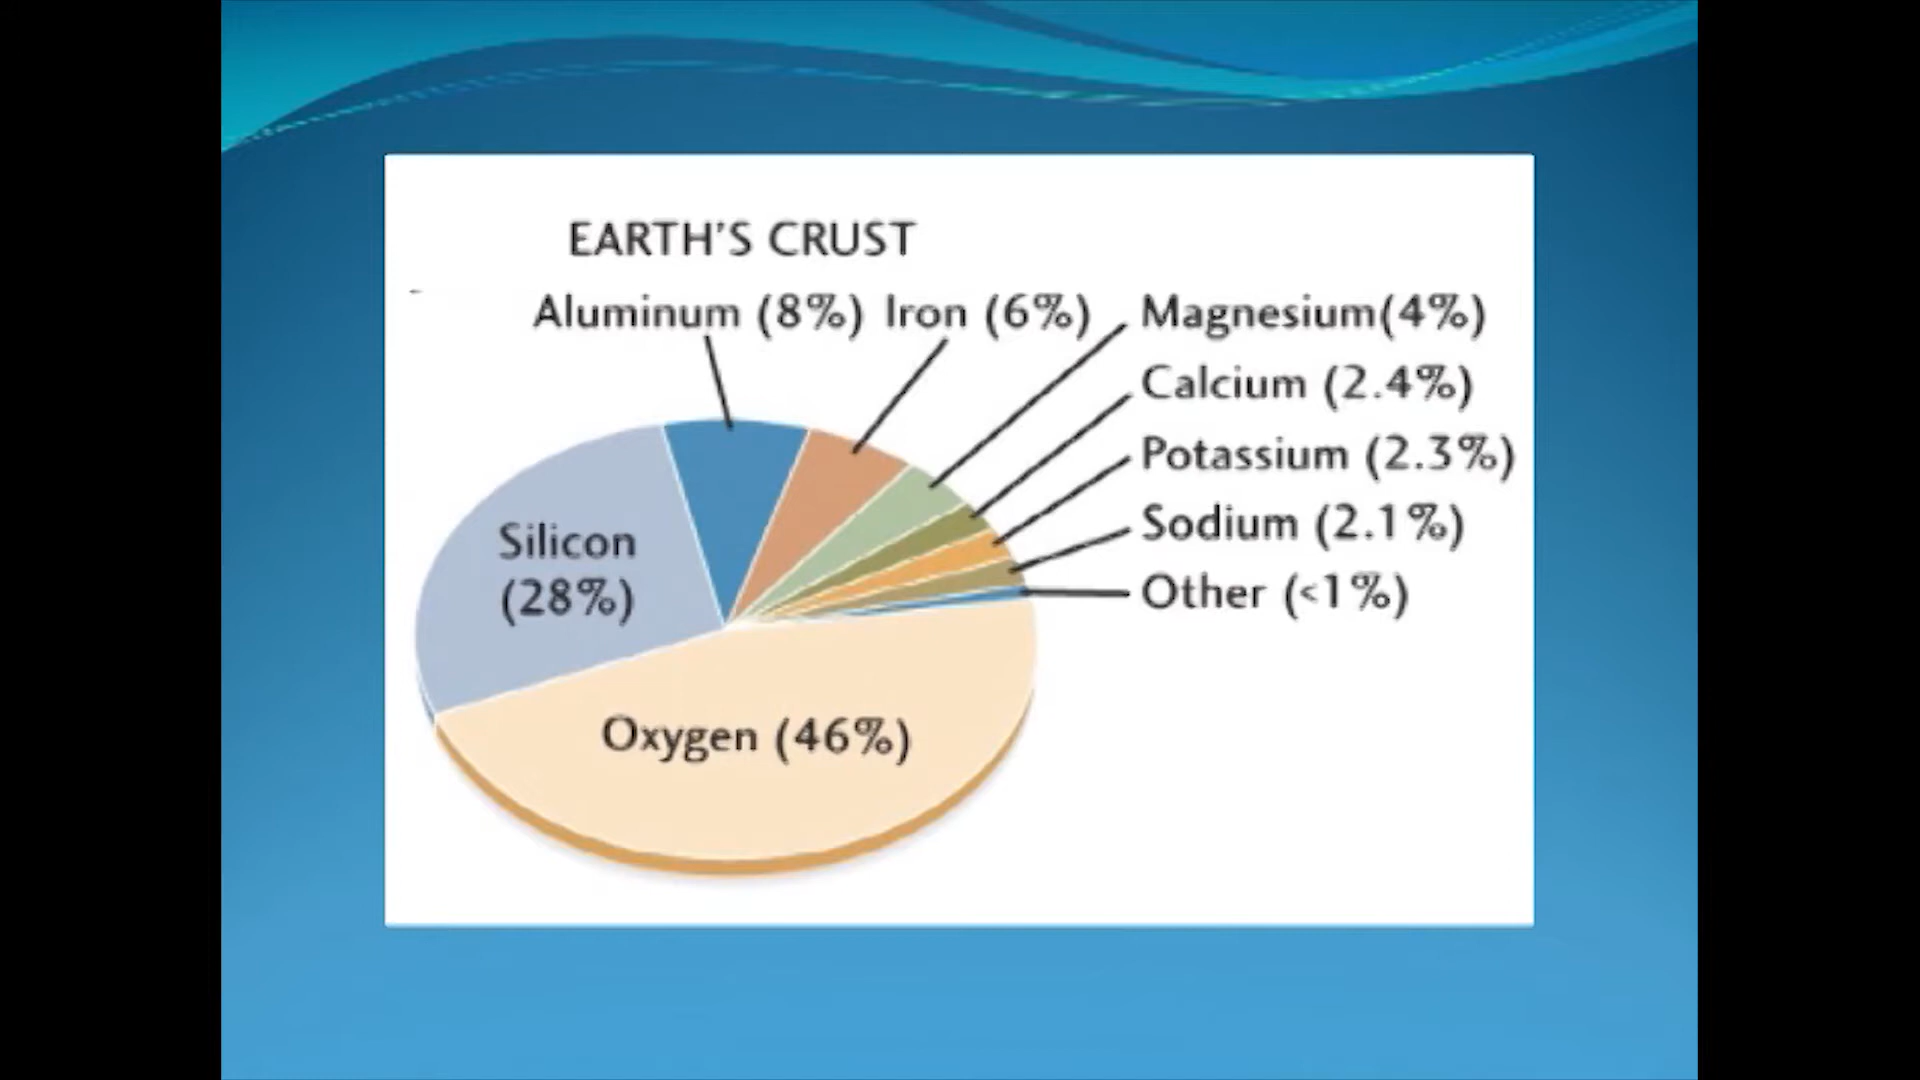 EARTH'S CRUST
Aluminum (8%) Iron (6%) Magnesium(4%)
Calcium (2.4%)
Potassium (2.3%)
Sodium (2.1%)
Other (<1%)
Silicon
(28%)
Oxygen (46%)